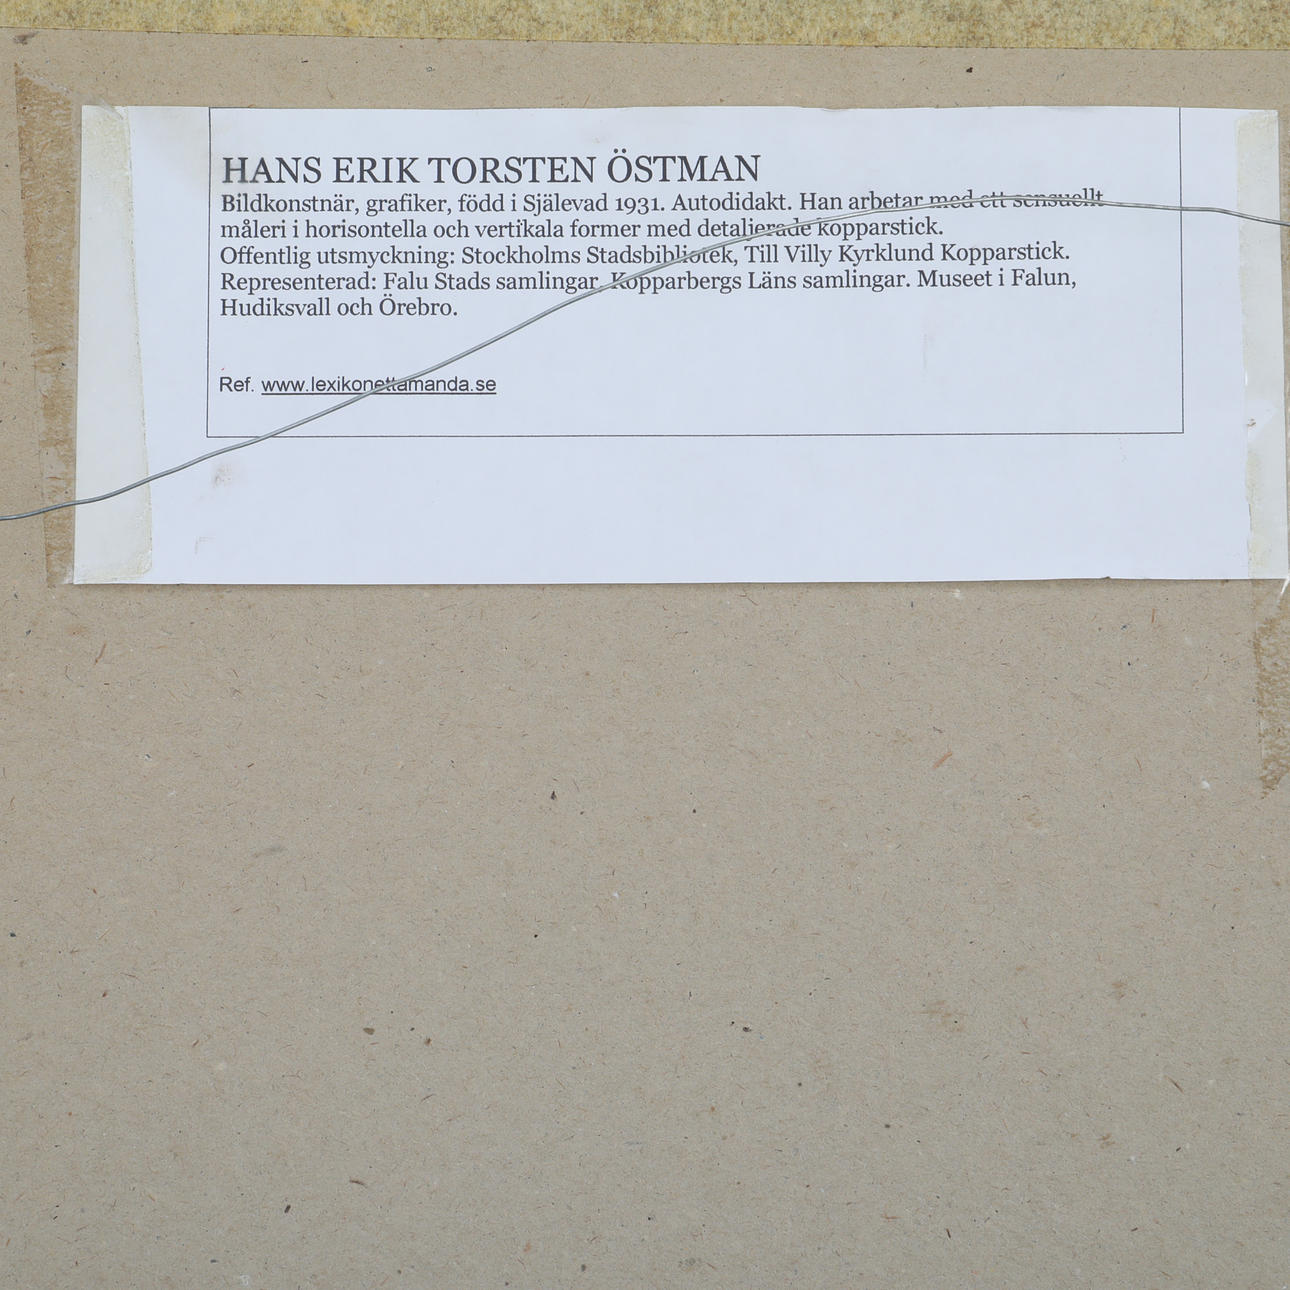 HANS ERIK TORSTEN ÖSTMAN
Bildkonstnär, grafiker, född i Själevad 1931. Autodidakt. Han arbetar med ett sensuellt
måleri i horisontella och vertikala former med detaljerade kopparstick.
Offentlig utsmyckning: Stockholms Stadsbibliotek, Till Villy Kyrklund Kopparstick.
Representerad: Falu Stads samlingar. Kopparbergs Läns samlingar. Museet i Falun,
Hudiksvall och Örebro.
Ref. www.lexikonettamanda.se